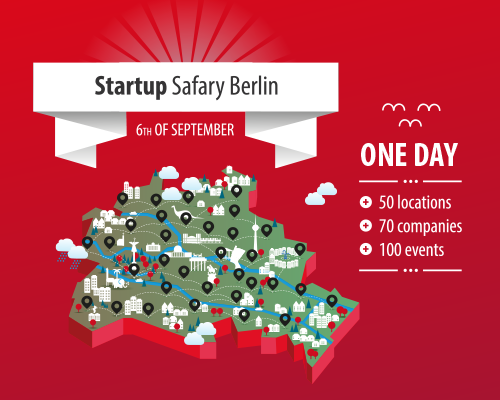 Startup Safary Berlin
6TH OF SEPTEMBER
ONE DAY
50 locations
70 companies
100 events